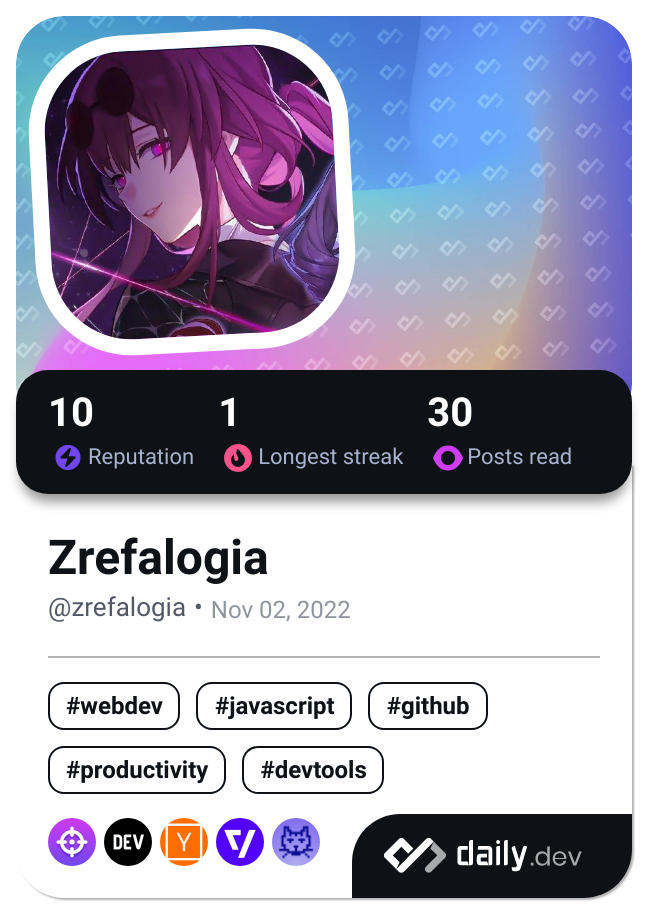 10 1 30
Reputation Longest streak Posts read
Zrefalogia
@zrefalogia • Nov 02, 2022
#webdev #javascript #github
#productivity #devtools
DEV Y daily.dev